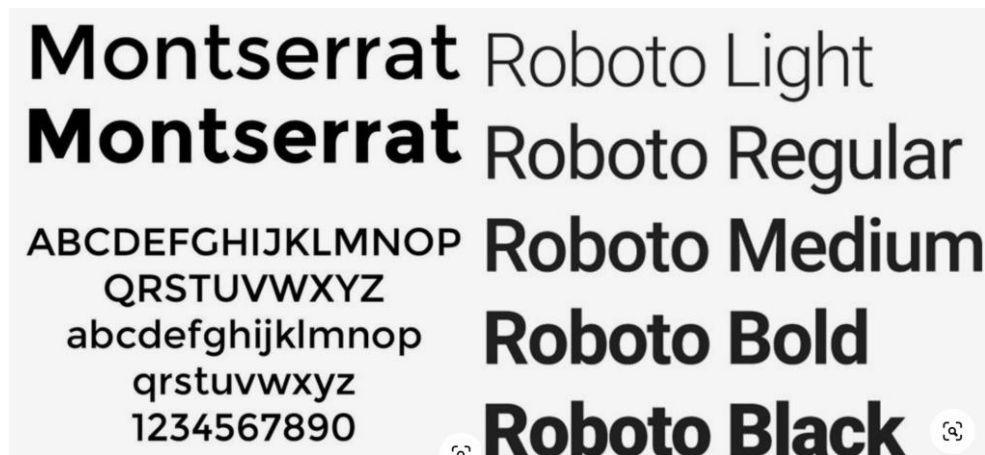 Montserrat
Montserrat
ABCDEFGHIJKLMNOP
QRSTUVWXYZ
abcdefghijklmnop
qrstuvwxyz
1234567890
Roboto Light
Roboto Regular
Roboto Medium
Roboto Bold
Roboto Black